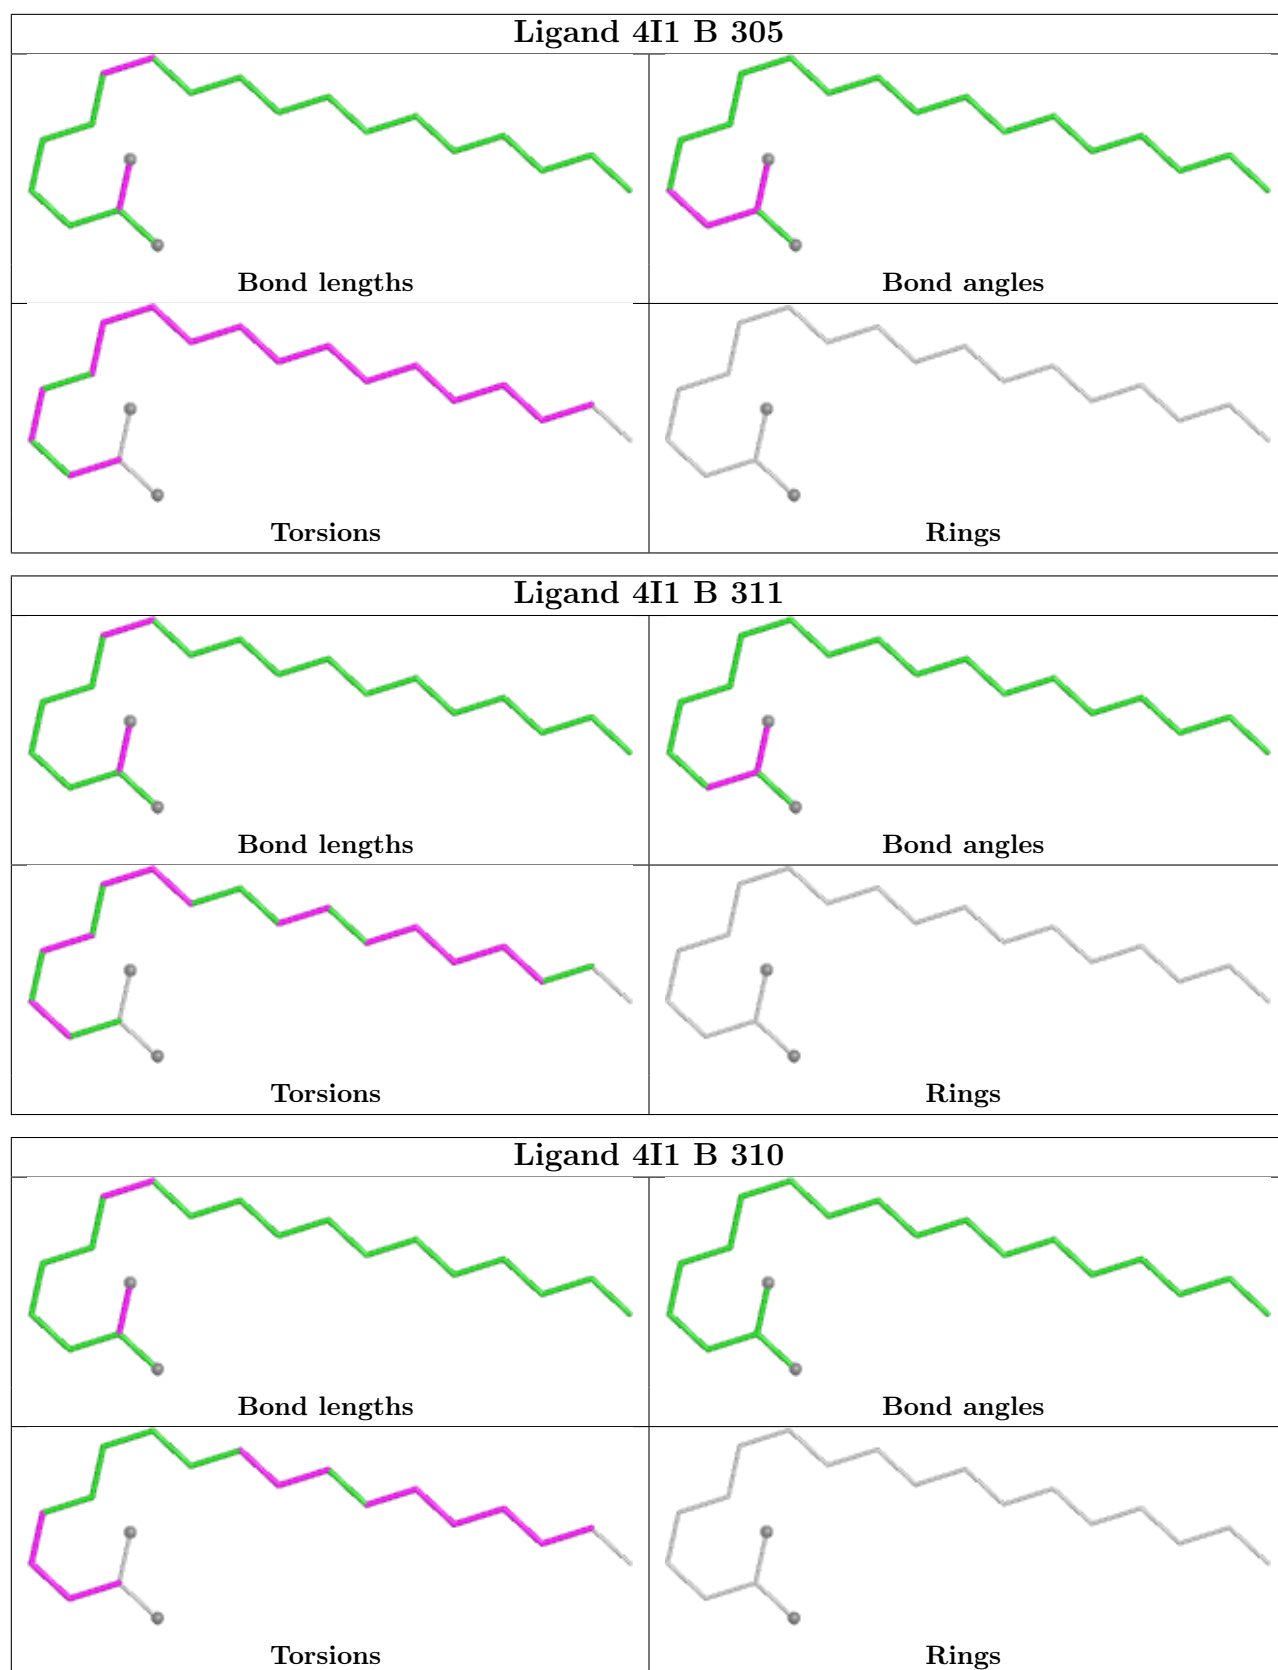 Ligand 4I1 B 305
Bond lengths
Bond angles
Torsions
Rings
Ligand 4I1 B 311
Bond lengths
Bond angles
Torsions
Rings
Ligand 4I1 B 310
Bond lengths
Bond angles
Torsions
Rings